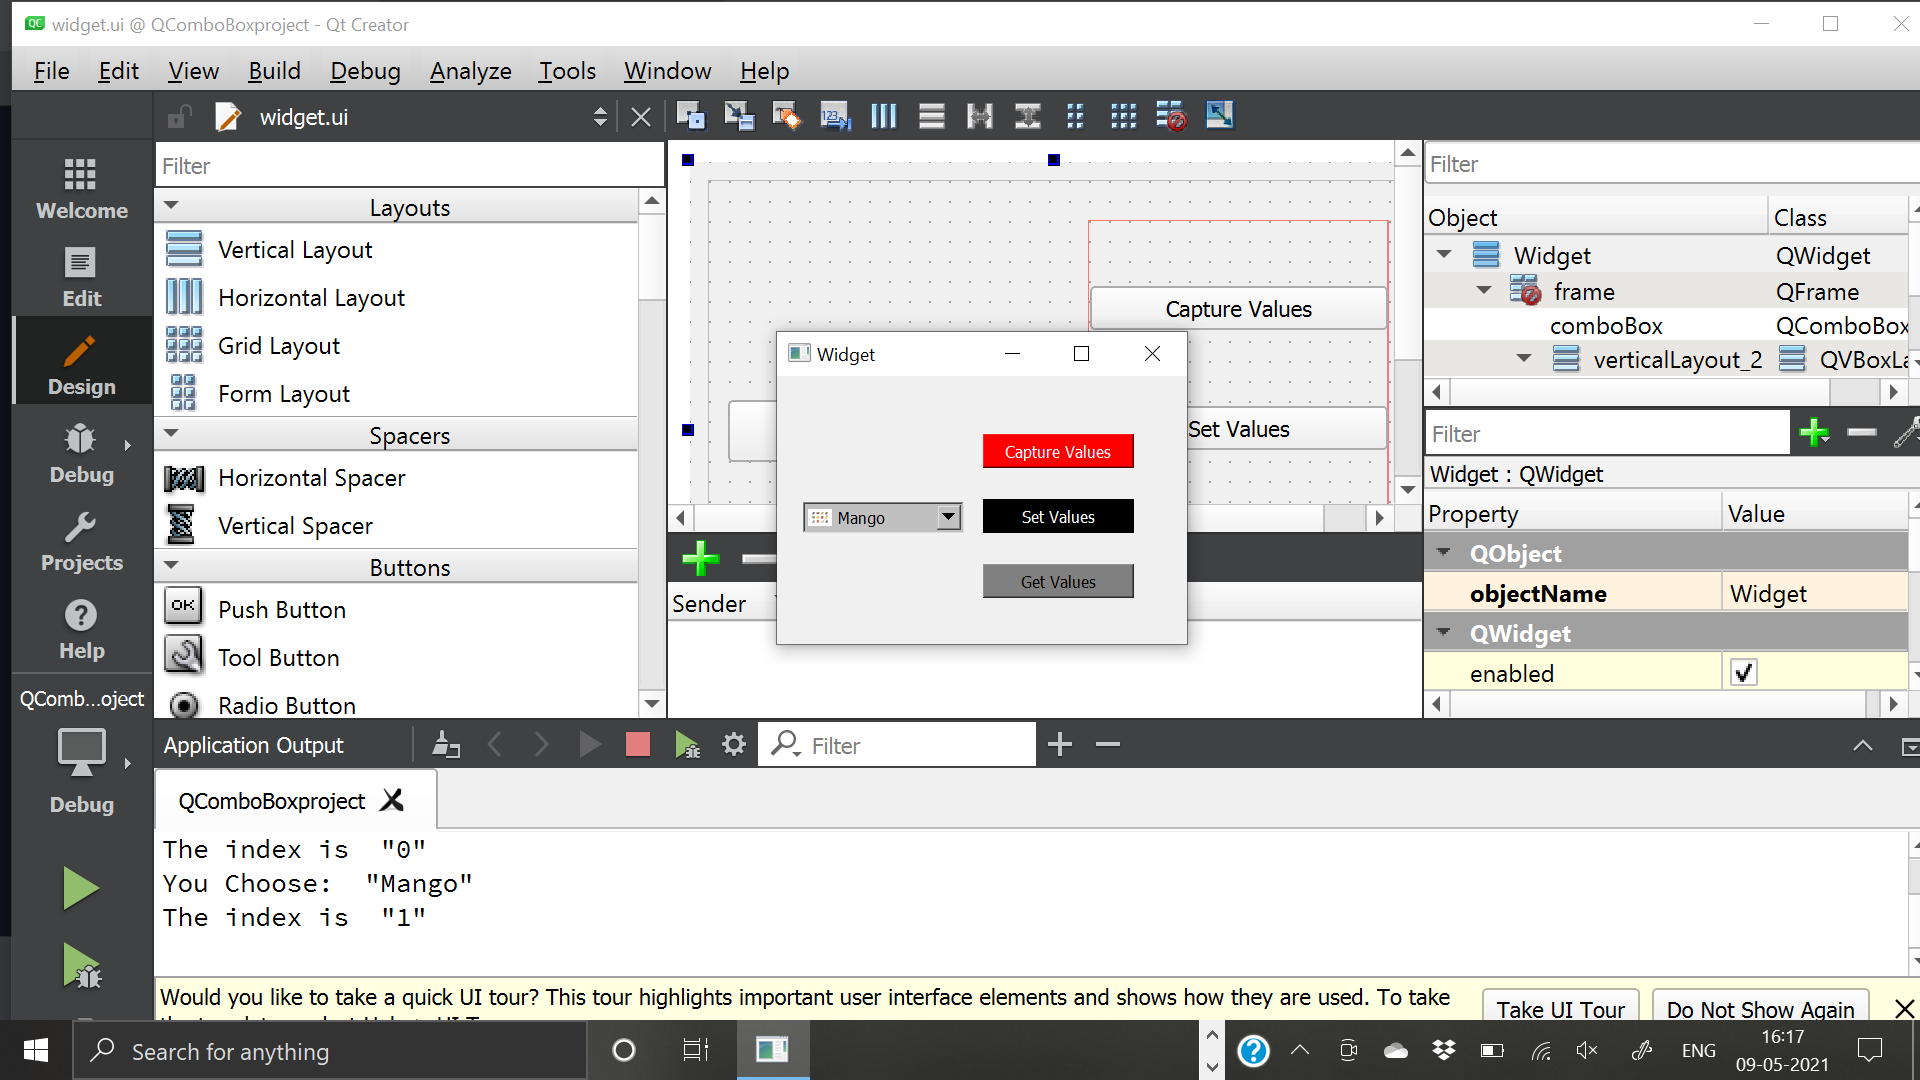 QC widget.ui @ QComboBoxproject - Qt Creator
File Edit View Build Debug Analyze Tools Window Help
widget.ui
Filter
Layouts
Vertical Layout
Horizontal Layout
Grid Layout
Form Layout
Spacers
Horizontal Spacer
Vertical Spacer
Buttons
OK Push Button
Tool Button
Radio Button
Welcome
Edit
Design
Debug
Projects
Help
QComb...oject
Debug
Capture Values
Set Values
Sender
Widget
Capture Values
Mango
Set Values
Get Values
Filter
Object Class
Widget QWidget
frame QFrame
comboBox QComboBox
verticalLayout_2 QVBoxLa
Filter
Widget : QWidget
Property Value
QObject
objectName Widget
QWidget
enabled
Application Output
Filter
QComboBoxproject
The index is "0"
You Choose: "Mango"
The index is "1"
Would you like to take a quick UI tour? This tour highlights important user interface elements and shows how they are used. To take
Take UI Tour Do Not Show Again
Search for anything
ENG
16:17
09-05-2021